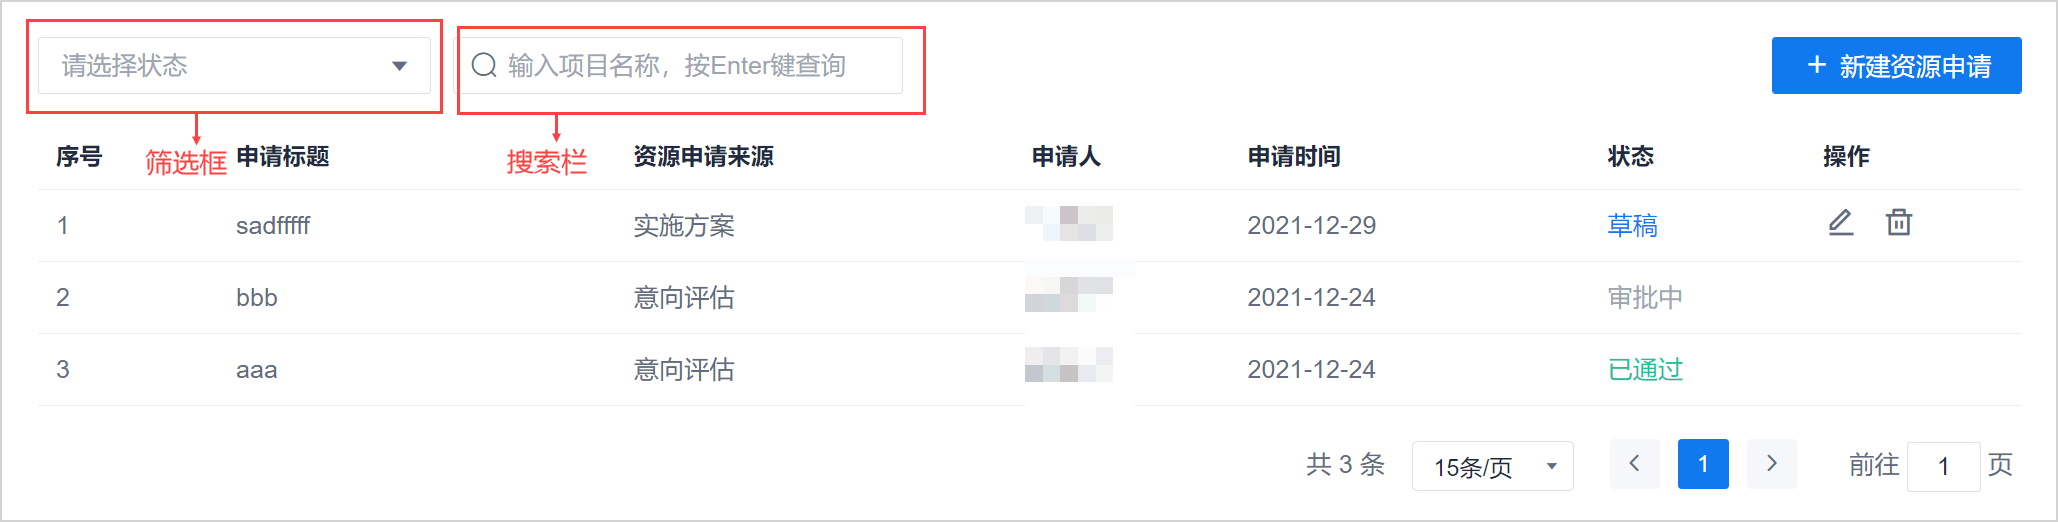 请选择状态
输入项目名称，按Enter键查询
+ 新建资源申请
筛选框
搜索栏
序号 申请标题 资源申请来源 申请人 申请时间 状态 操作
1 sadfffff 实施方案 2021-12-29 草稿
2 bbb 意向评估 2021-12-24 审批中
3 aaa 意向评估 2021-12-24 已通过
共 3 条 15条/页 1 前往 1 页